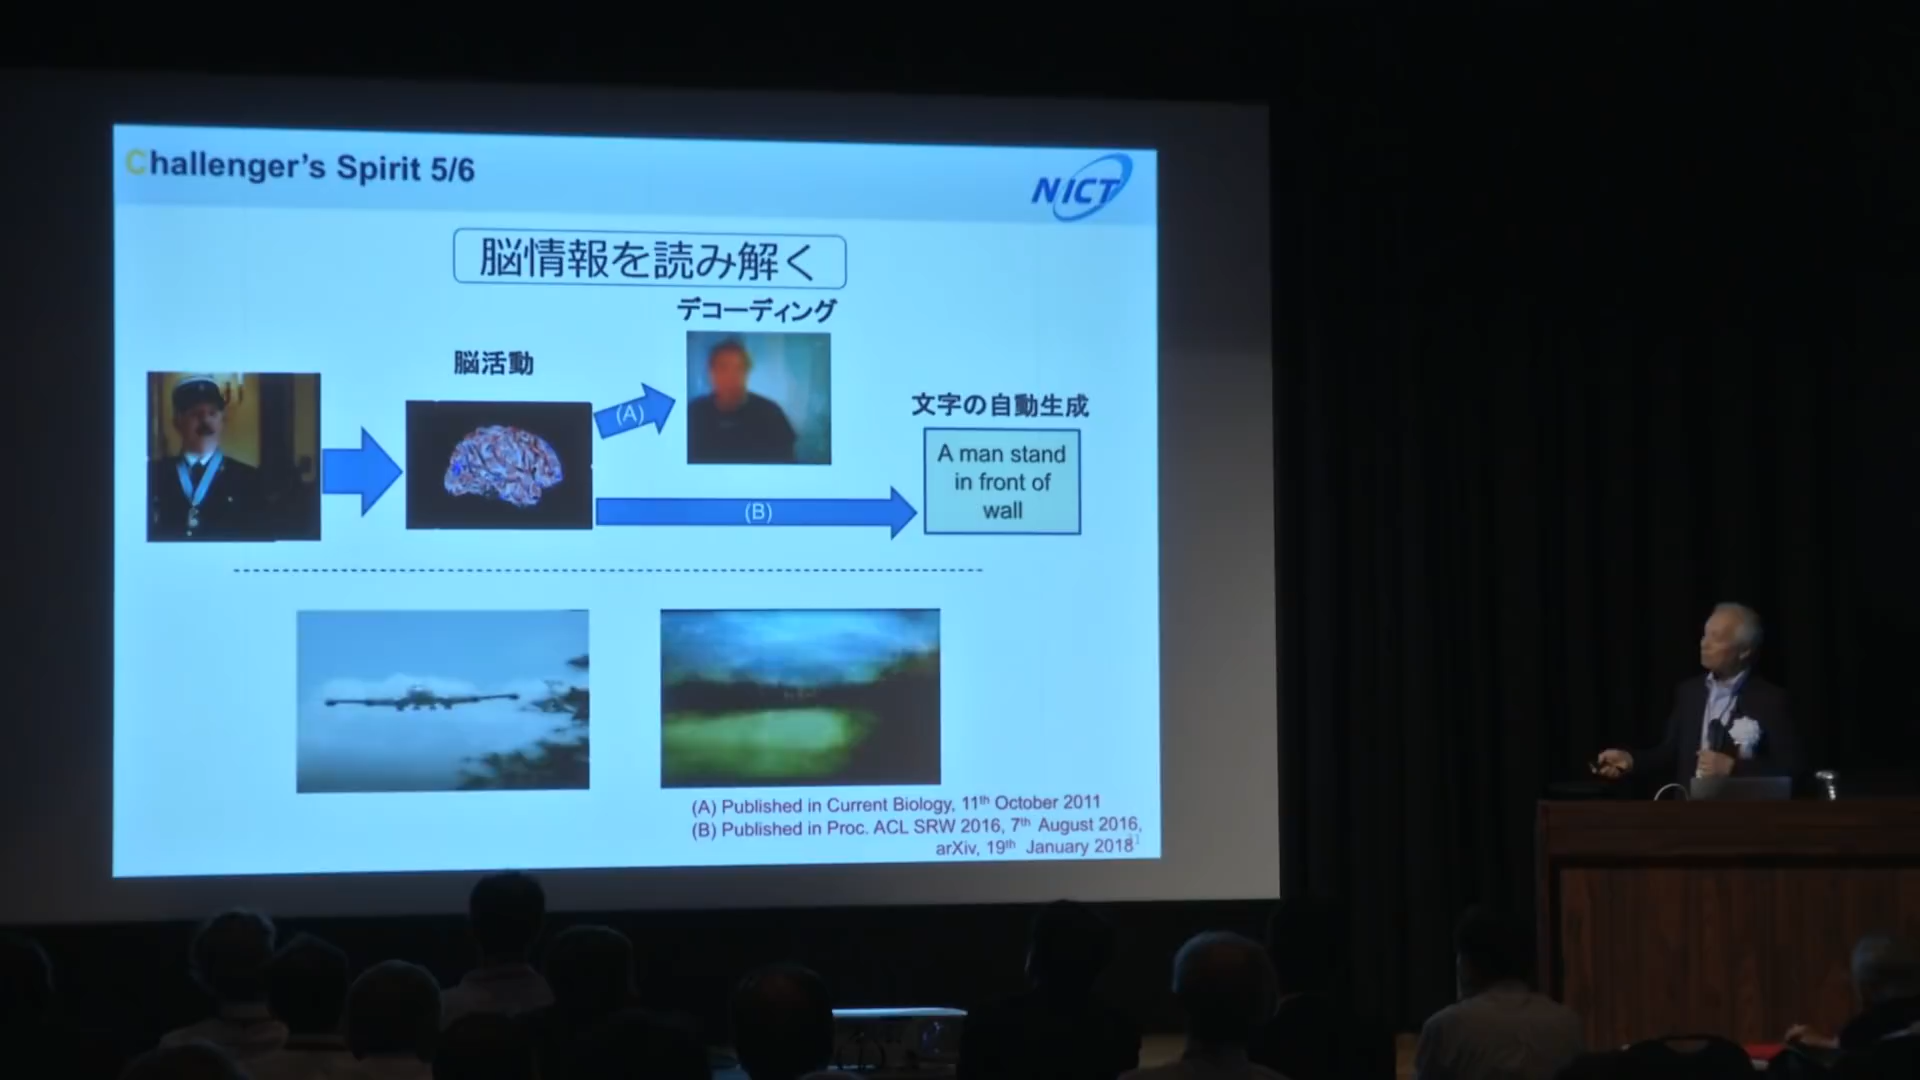 Challenger's Spirit 5/6
NICT
脳情報を読み解く
デコーディング
脳活動
(A)
文字の自動生成
A man stand
in front of
wall
(B)
(A) Published in Current Biology, 11th October 2011
(B) Published in Proc. ACL SRW 2016, 7th August 2016,
arXiv, 19th January 2018